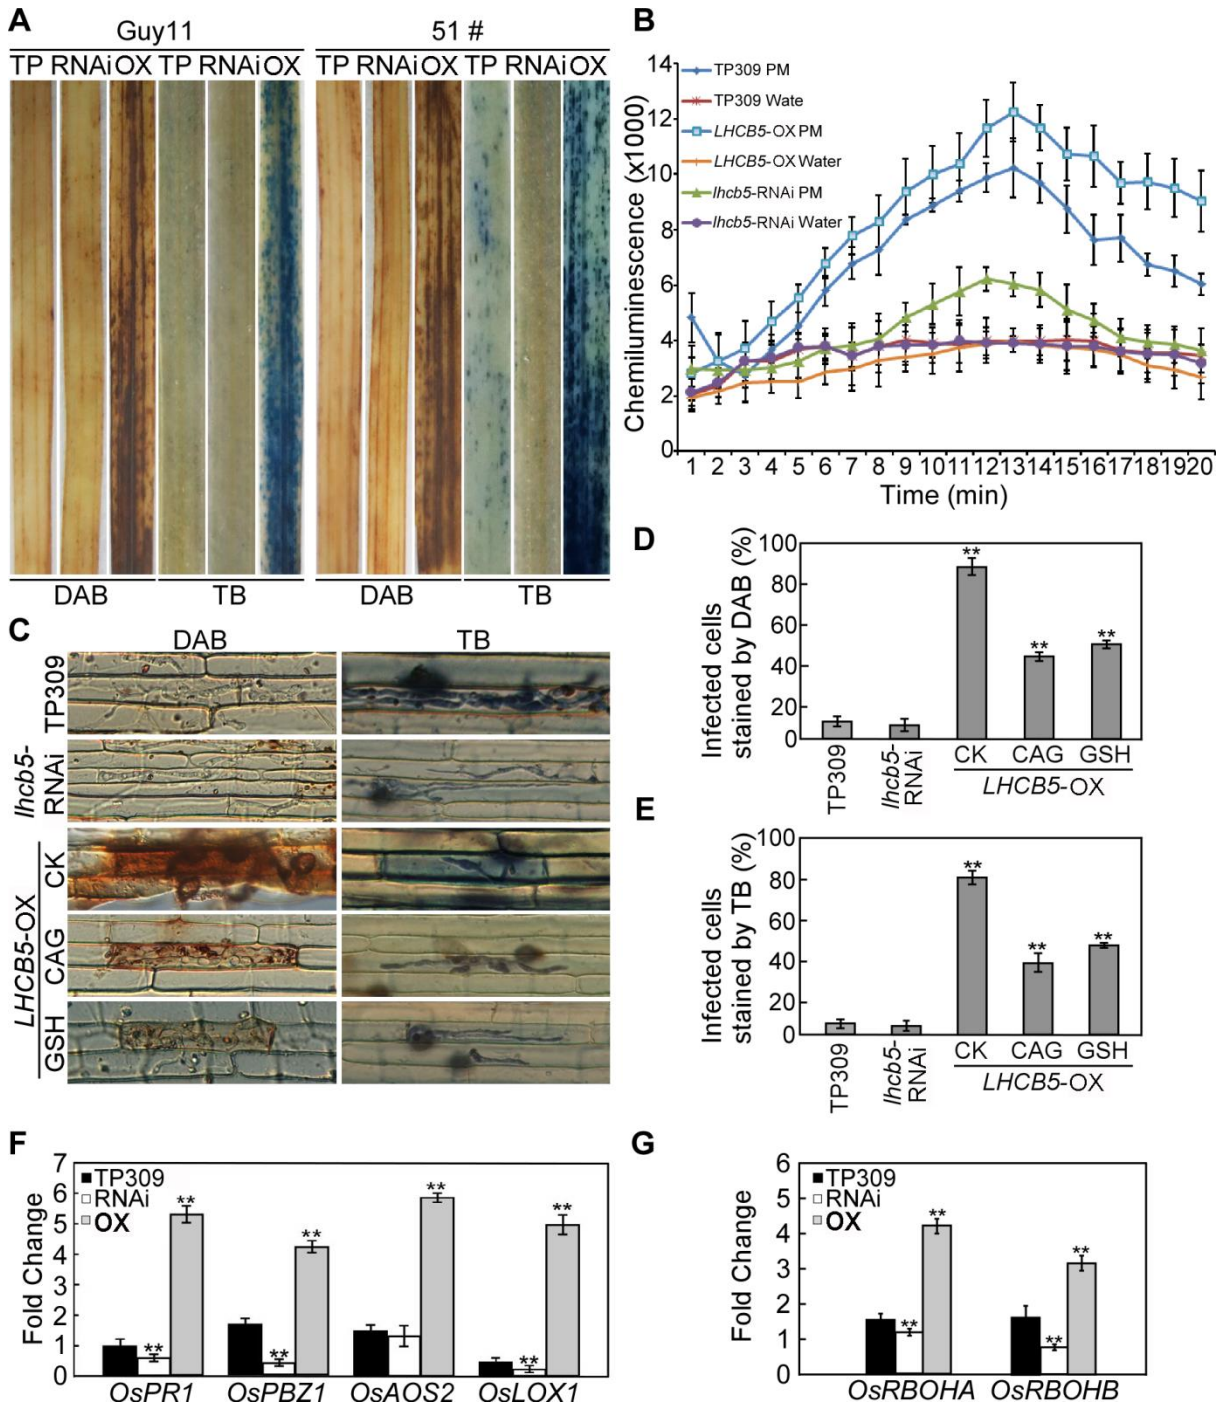 A
Guy11
51 #
TP RNAi OX TP RNAi OX
TP RNAi OX TP RNAi OX
DAB
TB
DAB
TB
B
Chemiluminescence (x1000)
14
12
10
8
6
4
2
0
TP309 PM
TP309 Wate
LHCB5-OX PM
LHCB5-OX Water
lhcb5-RNAi PM
lhcb5-RNAi Water
1 2 3 4 5 6 7 8 9 10 11 12 13 14 15 16 17 18 19 20
Time (min)
C
DAB
TB
TP309
lhcb5-
RNAi
LHCB5-OX
CK
CAG
GSH
D
Infected cells
stained by DAB (%)
100
80
60
40
20
0
**
**
**
TP309
lhcb5-
RNAi
CK
CAG
GSH
LHCB5-OX
E
Infected cells
stained by TB (%)
100
80
60
40
20
0
**
**
**
TP309
lhcb5-
RNAi
CK
CAG
GSH
LHCB5-OX
F
Fold Change
7
6
5
4
3
2
1
0
TP309
RNAi
OX
** **
** **
**
** **
OsPR1 OsPBZ1 OsAOS2 OsLOX1
G
Fold Change
6
5
4
3
2
1
0
TP309
RNAi
OX
** **
** **
OsRBOHA OsRBOHB